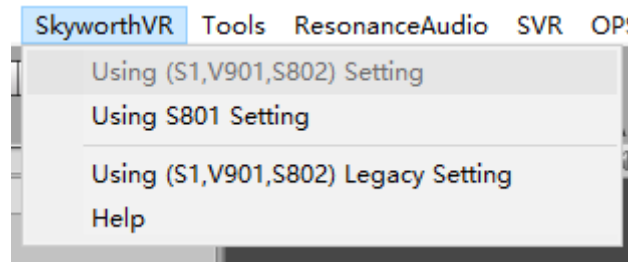 SkyworthVR Tools ResonanceAudio SVR
Using (S1,V901,S802) Setting
Using S801 Setting
Using (S1,V901,S802) Legacy Setting
Help